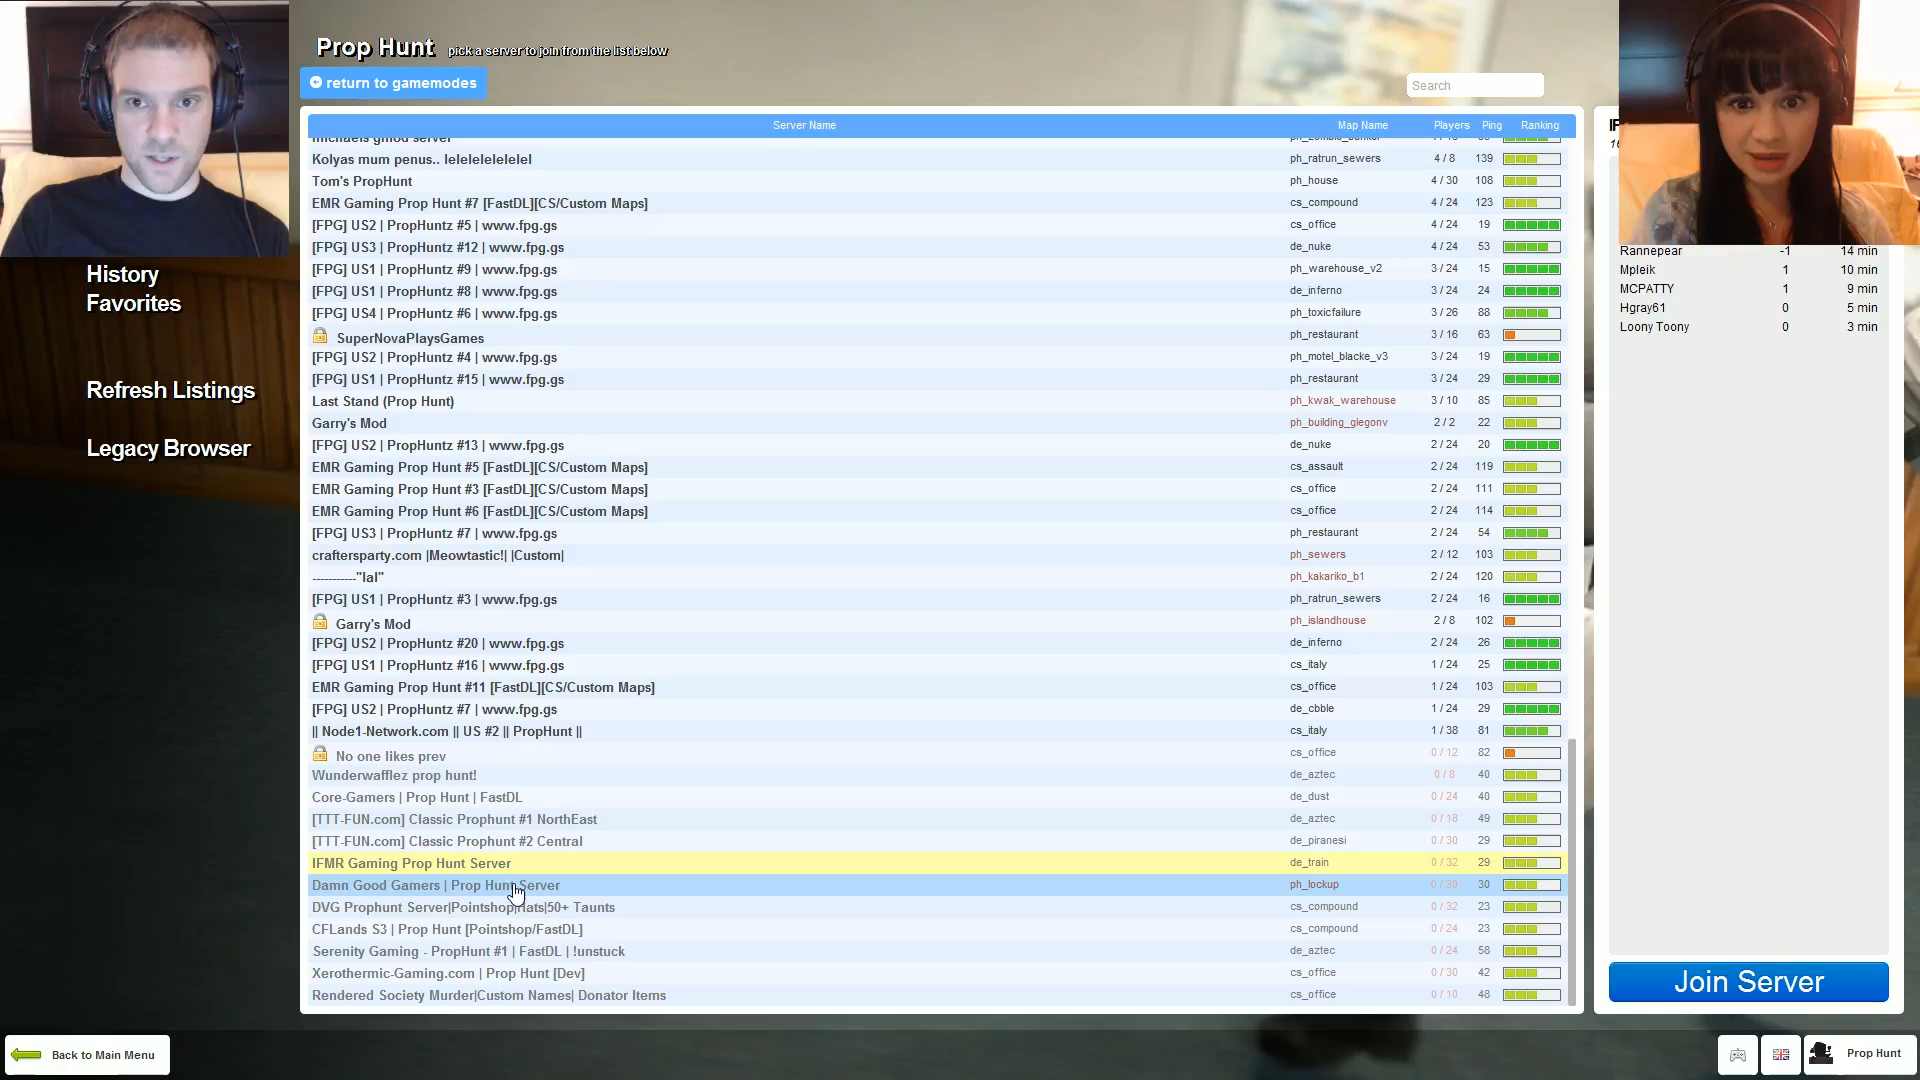 Prop Hunt pick a server to join from the list below
return to gamemodes
Search
Server Name Map Name Players Ping Ranking
Kolyas mum penus.. lelelelelelelel ph_ratrun_sewers 4 / 8 139
Tom's PropHunt ph_house 4 / 30 108
EMR Gaming Prop Hunt #7 [FastDL][CS/Custom Maps] cs_compound 4 / 24 123
[FPG] US2 | PropHuntz #5 | www.fpg.gs cs_office 4 / 24 19
[FPG] US3 | PropHuntz #12 | www.fpg.gs de_nuke 4 / 24 53
[FPG] US1 | PropHuntz #9 | www.fpg.gs ph_warehouse_v2 3 / 24 15
[FPG] US1 | PropHuntz #8 | www.fpg.gs de_inferno 3 / 24 24
[FPG] US4 | PropHuntz #6 | www.fpg.gs ph_toxicfailure 3 / 26 88
SuperNovaPlaysGames ph_restaurant 3 / 16 63
[FPG] US2 | PropHuntz #4 | www.fpg.gs ph_motel_blacke_v3 3 / 24 19
[FPG] US1 | PropHuntz #15 | www.fpg.gs ph_restaurant 3 / 24 29
Last Stand (Prop Hunt) ph_kwak_warehouse 3 / 10 85
Garry's Mod ph_building_glegonv 2 / 2 22
[FPG] US2 | PropHuntz #13 | www.fpg.gs de_nuke 2 / 24 20
EMR Gaming Prop Hunt #5 [FastDL][CS/Custom Maps] cs_assault 2 / 24 119
EMR Gaming Prop Hunt #3 [FastDL][CS/Custom Maps] cs_office 2 / 24 111
EMR Gaming Prop Hunt #6 [FastDL][CS/Custom Maps] cs_office 2 / 24 114
[FPG] US3 | PropHuntz #7 | www.fpg.gs ph_restaurant 2 / 24 54
craftersparty.com |Meowtastic!| |Custom| ph_sewers 2 / 12 103
-----------"lal" ph_kakariko_b1 2 / 24 120
[FPG] US1 | PropHuntz #3 | www.fpg.gs ph_ratrun_sewers 2 / 24 16
Garry's Mod ph_islandhouse 2 / 8 102
[FPG] US2 | PropHuntz #20 | www.fpg.gs de_inferno 2 / 24 26
[FPG] US1 | PropHuntz #16 | www.fpg.gs cs_italy 1 / 24 25
EMR Gaming Prop Hunt #11 [FastDL][CS/Custom Maps] cs_office 1 / 24 103
[FPG] US2 | PropHuntz #7 | www.fpg.gs de_cbble 1 / 24 29
|| Node1-Network.com || US #2 || PropHunt || cs_italy 1 / 38 81
No one likes prev cs_office 0 / 12 82
Wunderwafflez prop hunt! de_aztec 0 / 8 40
Core-Gamers | Prop Hunt | FastDL de_dust 0 / 24 40
[TTT-FUN.com] Classic Prophunt #1 NorthEast de_aztec 0 / 18 49
[TTT-FUN.com] Classic Prophunt #2 Central de_piranesi 0 / 30 29
IFMR Gaming Prop Hunt Server de_train 0 / 32 29
Damn Good Gamers | Prop Hunt Server ph_lockup 30
DVG Prophunt Server|Pointshop|Hats|50+ Taunts cs_compound 0 / 32 23
CFLands S3 | Prop Hunt [Pointshop/FastDL] cs_compound 0 / 24 23
Serenity Gaming - PropHunt #1 | FastDL | !unstuck de_aztec 0 / 24 58
Xerothermic-Gaming.com | Prop Hunt [Dev] cs_office 0 / 30 42
Rendered Society Murder|Custom Names| Donator Items cs_office 0 / 10 48
History
Favorites
Refresh Listings
Legacy Browser
Rannepear -1 14 min
Mpleik 1 10 min
MCPATTY 1 9 min
Hgray61 0 5 min
Loony Toony 0 3 min
Join Server
Back to Main Menu
Prop Hunt